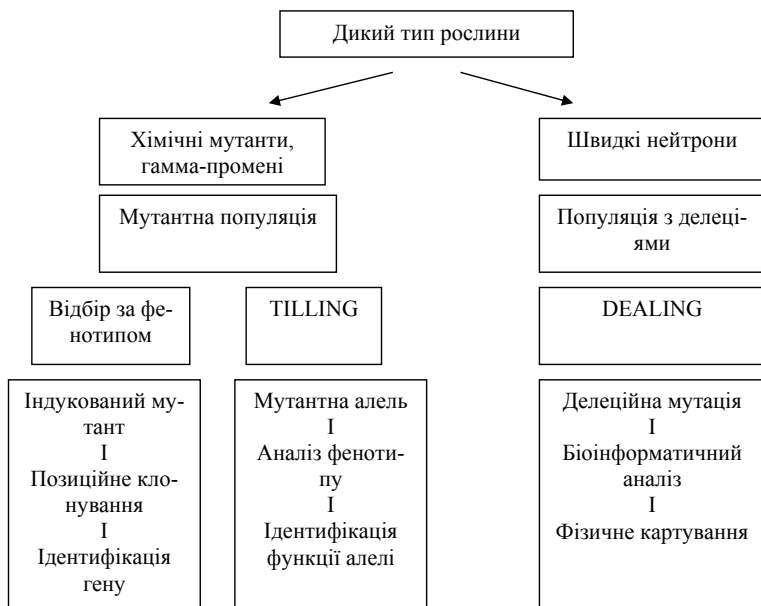 Дикий тип рослини
Хімічні мутанти,
гамма-промені
Швидкі нейтрони
Мутантна популяція
Популяція з делеці-
ями
Відбір за фе-
нотипом
TILLING
DEALING
Індукований му-
тант
І
Позиційне кло-
нування
І
Ідентифікація
гену
Мутантна алель
І
Аналіз феноти-
пу
І
Ідентифікація
функції алелі
Делеційна мутація
І
Біоінформатичний
аналіз
І
Фізичне картування